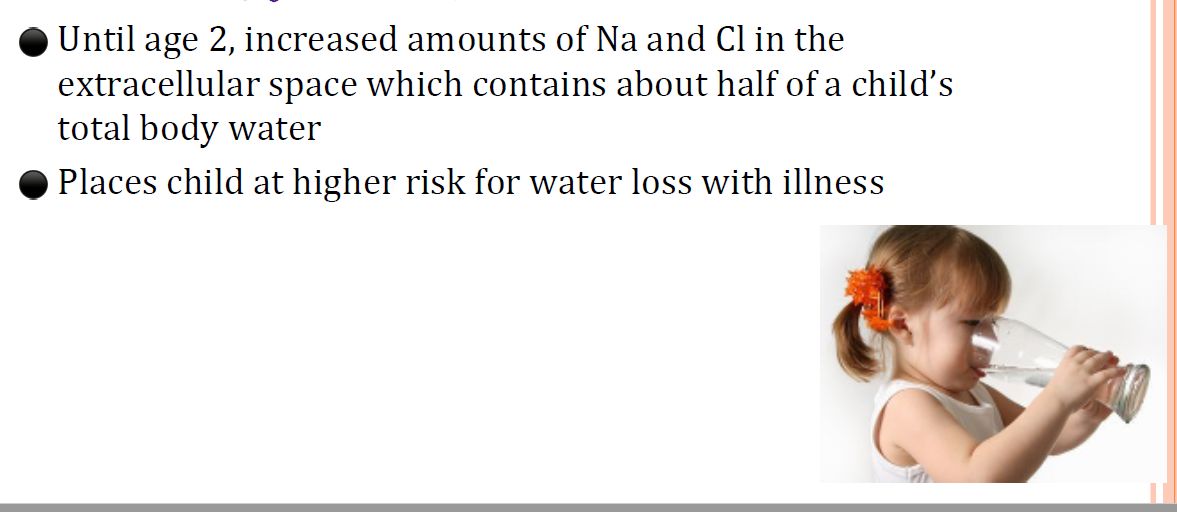 Until age 2, increased amounts of Na and Cl in the
extracellular space which contains about half of a child’s
total body water
Places child at higher risk for water loss with illness